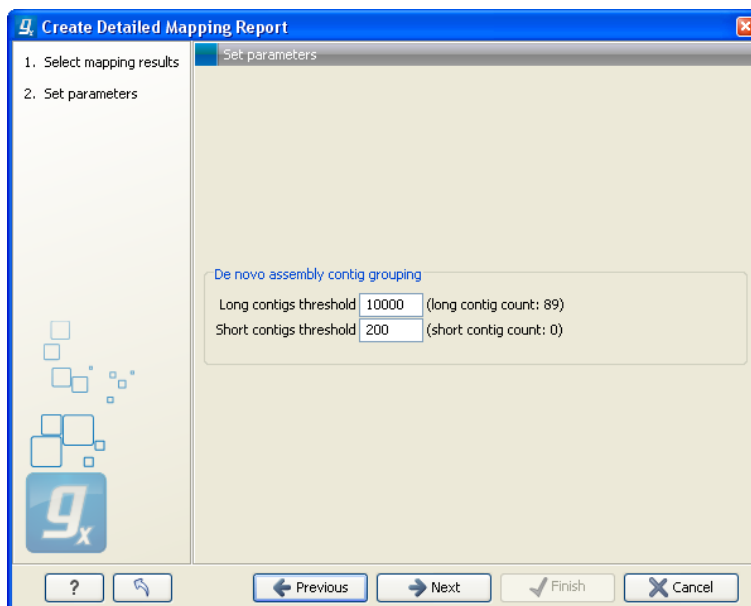 gx Create Detailed Mapping Report
1. Select mapping results
2. Set parameters
Set parameters
De novo assembly contig grouping
Long contigs threshold 10000 (long contig count: 89)
Short contigs threshold 200 (short contig count: 0)
gx
? Previous Next Finish Cancel